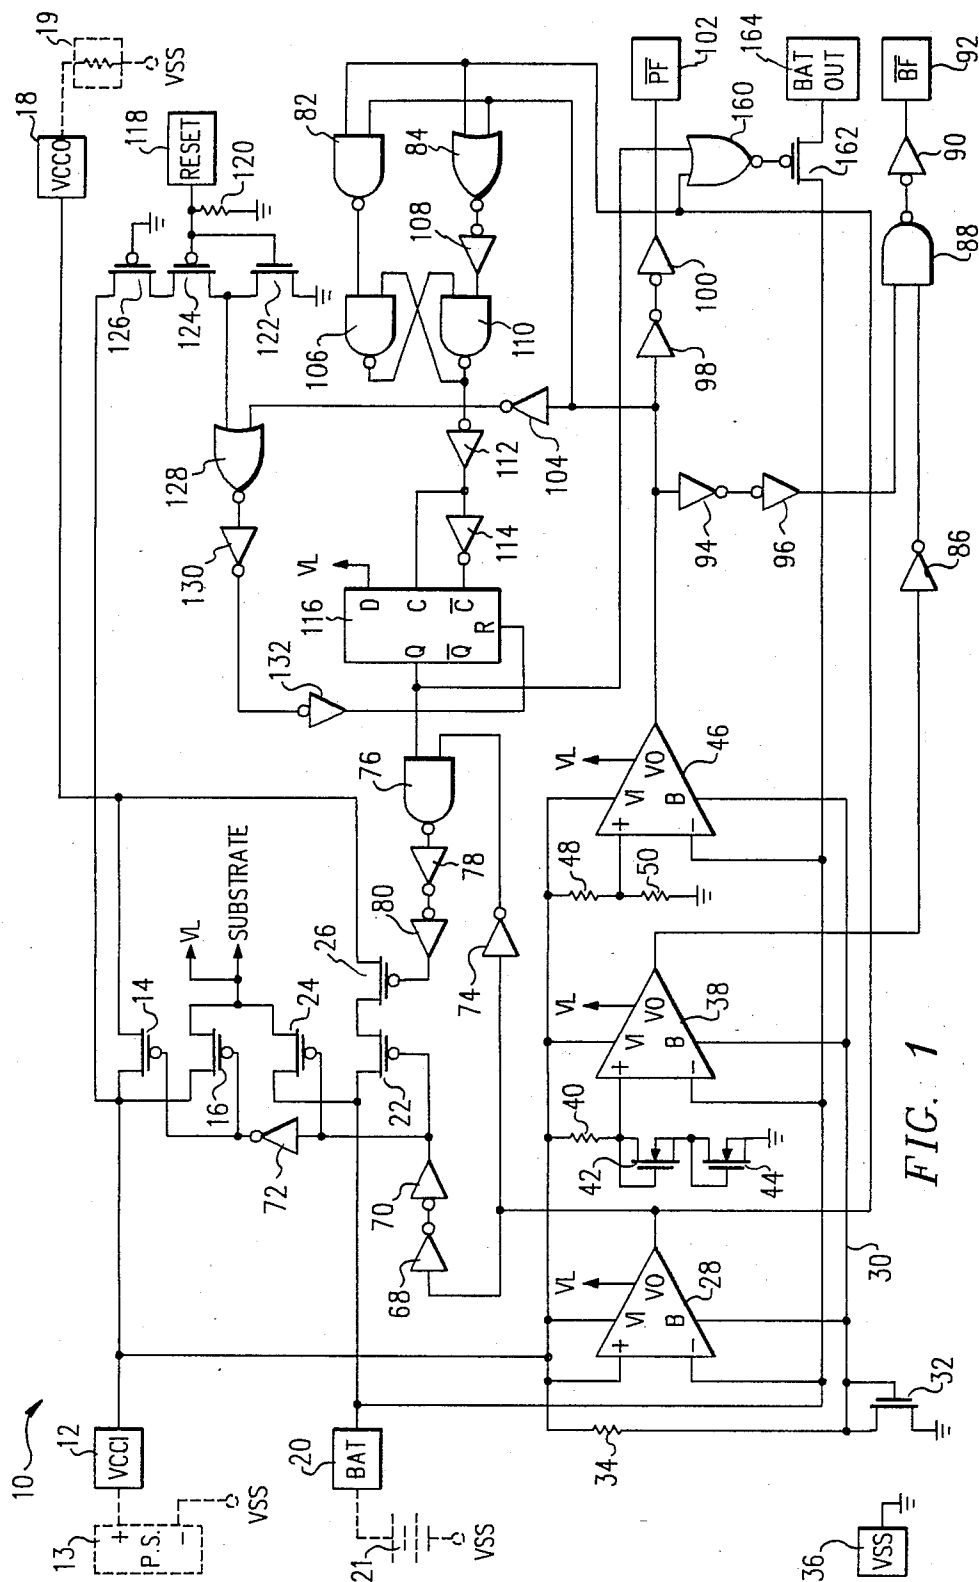 10
13
+
P.S.
-
VSS
12
VCCI
14
VL
SUBSTRATE
16
24
72
126
124
122
118
RESET
120
18
VCCO
19
VSS
21
VSS
20
BAT
22
26
70
68
74
80
78
76
132
130
128
116
VL
D
Q
C
Q
C
R
114
112
104
106
110
108
82
84
34
VI
+
VL
VO
B
-
28
40
42
44
VI
+
VL
VO
B
-
38
48
50
VI
+
VL
VO
B
-
46
94
96
98
100
PF
102
160
162
BAT OUT
164
86
88
90
BF
92
30
32
36
VSS
FIG. 1